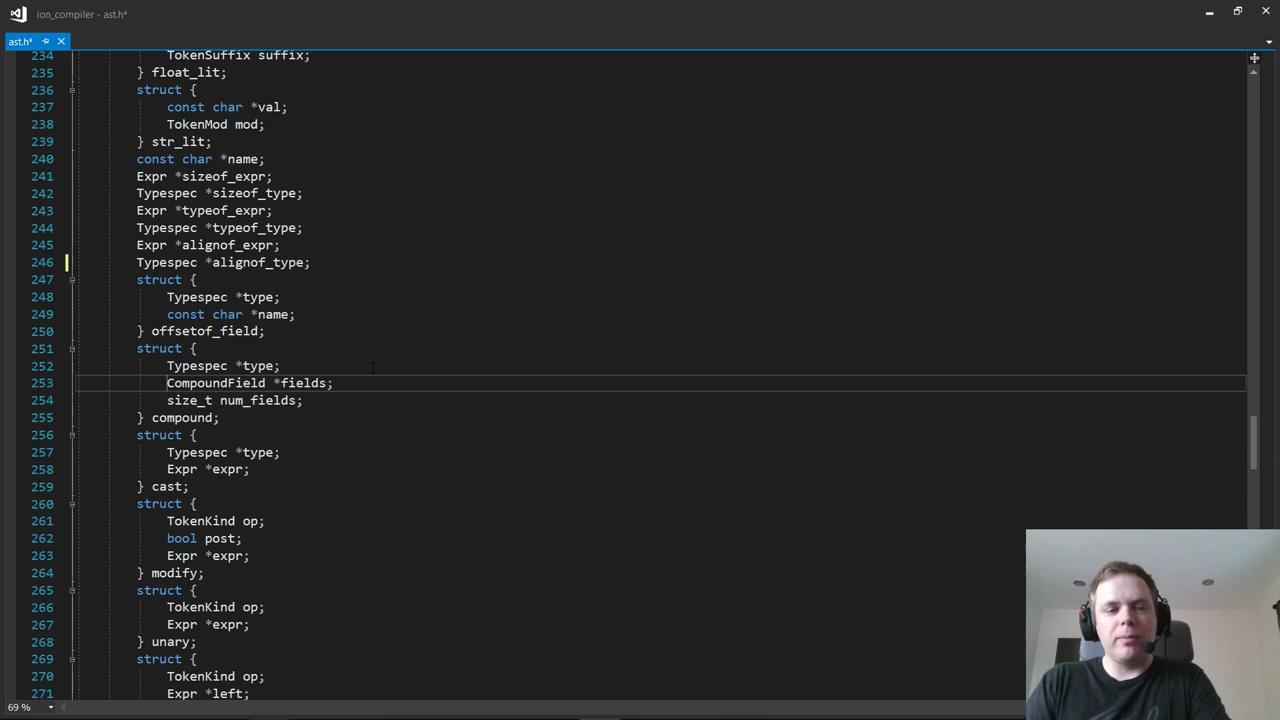 ion_compiler - ast.h*
ast.h*
234 TokenSuffix suffix;
235 } float_lit;
236 struct {
237 const char *val;
238 TokenMod mod;
239 } str_lit;
240 const char *name;
241 Expr *sizeof_expr;
242 Typespec *sizeof_type;
243 Expr *typeof_expr;
244 Typespec *typeof_type;
245 Expr *alignof_expr;
246 Typespec *alignof_type;
247 struct {
248 Typespec *type;
249 const char *name;
250 } offsetof_field;
251 struct {
252 Typespec *type;
253 CompoundField *fields;
254 size_t num_fields;
255 } compound;
256 struct {
257 Typespec *type;
258 Expr *expr;
259 } cast;
260 struct {
261 TokenKind op;
262 bool post;
263 Expr *expr;
264 } modify;
265 struct {
266 TokenKind op;
267 Expr *expr;
268 } unary;
269 struct {
270 TokenKind op;
271 Expr *left;
69 %